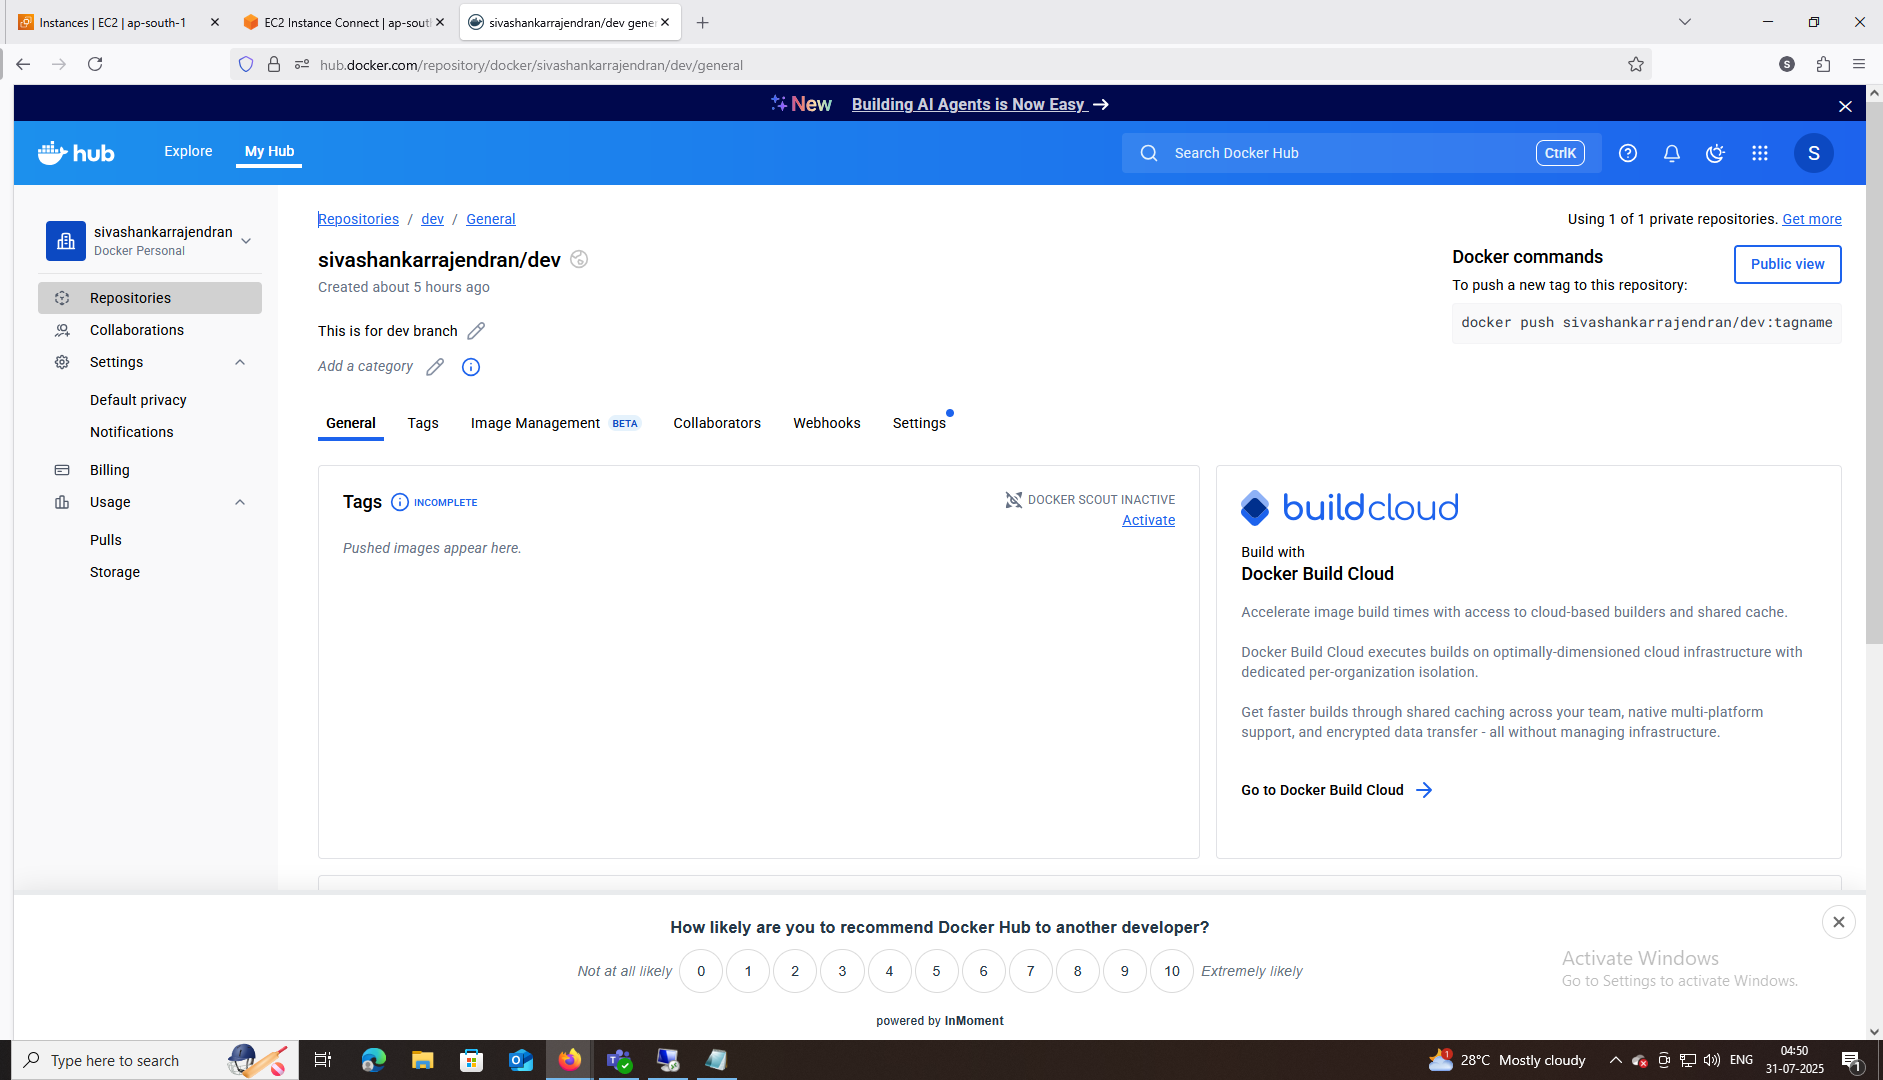 Instances | EC2 | ap-south-1
EC2 Instance Connect | ap-sout
sivashankarrajendran/dev gene
hub.docker.com/repository/docker/sivashankarrajendran/dev/general
S
New Building AI Agents is Now Easy
hub
Explore
My Hub
Search Docker Hub
CtrlK
S
sivashankarrajendran
Docker Personal
Repositories
Collaborations
Settings
Default privacy
Notifications
Billing
Usage
Pulls
Storage
Repositories / dev / General
Using 1 of 1 private repositories. Get more
sivashankarrajendran/dev
Created about 5 hours ago
This is for dev branch
Add a category
Docker commands
Public view
To push a new tag to this repository:
docker push sivashankarrajendran/dev:tagname
General
Tags
Image Management BETA
Collaborators
Webhooks
Settings
Tags INCOMPLETE
DOCKER SCOUT INACTIVE
Activate
Pushed images appear here.
buildcloud
Build with
Docker Build Cloud
Accelerate image build times with access to cloud-based builders and shared cache.
Docker Build Cloud executes builds on optimally-dimensioned cloud infrastructure with
dedicated per-organization isolation.
Get faster builds through shared caching across your team, native multi-platform
support, and encrypted data transfer - all without managing infrastructure.
Go to Docker Build Cloud
How likely are you to recommend Docker Hub to another developer?
Not at all likely 0 1 2 3 4 5 6 7 8 9 10 Extremely likely
powered by InMoment
Activate Windows
Go to Settings to activate Windows.
Type here to search
1
28°C Mostly cloudy
ENG
04:50
31-07-2025
1